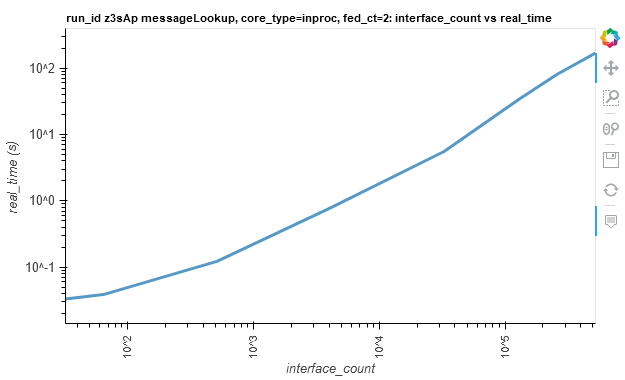 run_id z3sAp messageLookup, core_type=inproc, fed_ct=2: interface_count vs real_time
10^2
10^1
10^0
10^-1
real_time (s)
10^2
10^3
10^4
10^5
interface_count